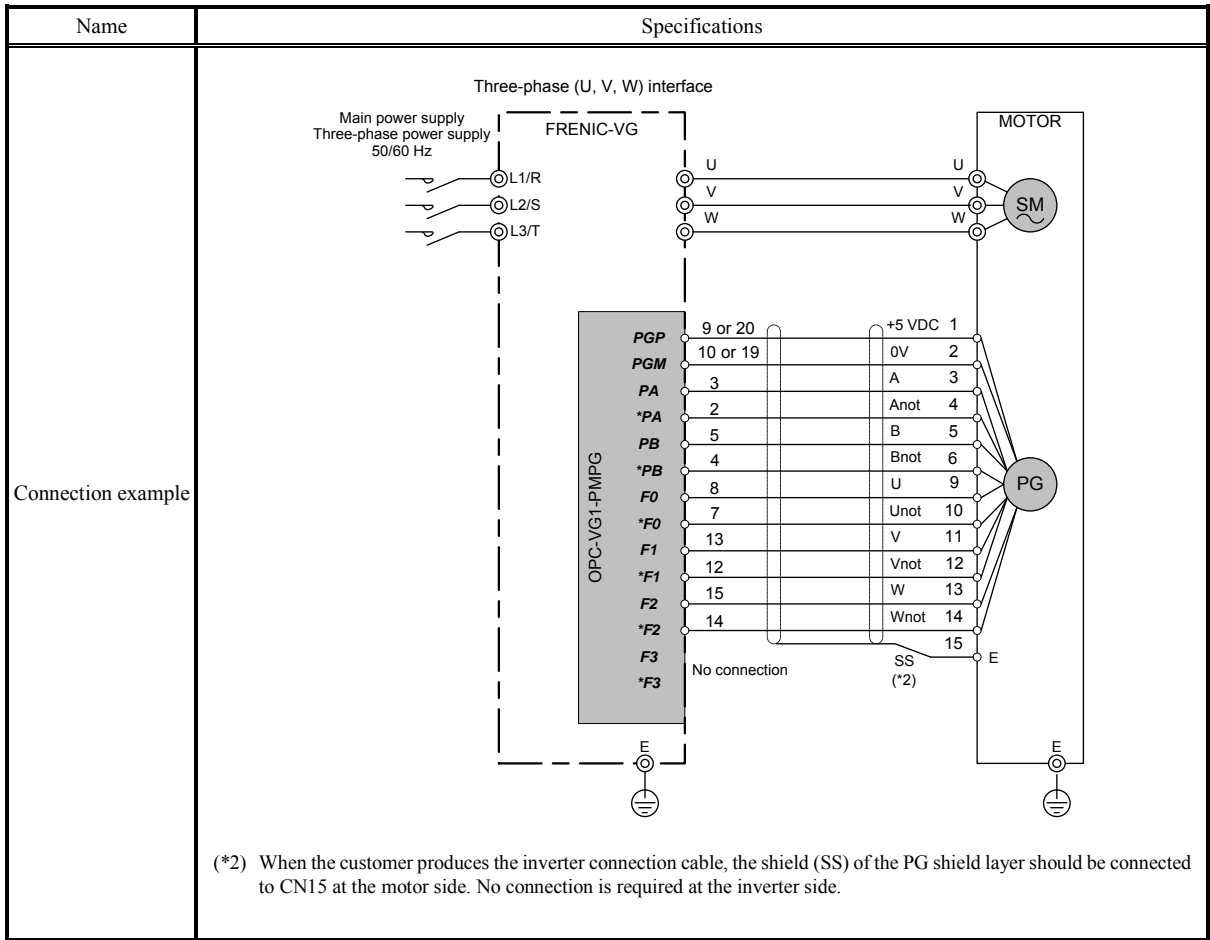 Name Specifications
Connection example
Three-phase (U, V, W) interface
Main power supply
Three-phase power supply
50/60 Hz
FRENIC-VG
MOTOR
L1/R U U
L2/S V V
L3/T W W
SM
OPC-VG1-PMPG
PGP 9 or 20 +5 VDC 1
PGM 10 or 19 0V 2
PA 3 A 3
*PA 2 Anot 4
PB 5 B 5
*PB 4 Bnot 6
F0 8 U 9
*F0 7 Unot 10
F1 13 V 11
*F1 12 Vnot 12
F2 15 W 13
*F2 14 Wnot 14
F3 15
*F3 No connection SS E
(*2)
PG
E E
(*2) When the customer produces the inverter connection cable, the shield (SS) of the PG shield layer should be connected
to CN15 at the motor side. No connection is required at the inverter side.